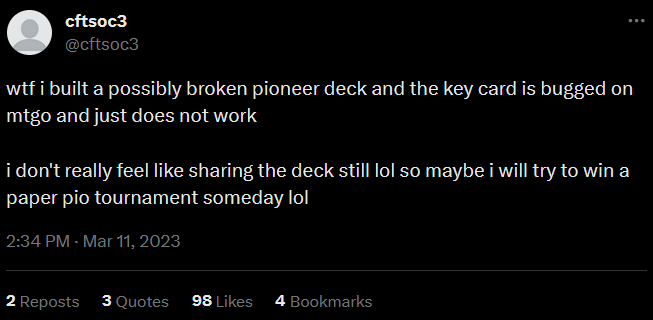 cftsoc3
@cftsoc3
wtf i built a possibly broken pioneer deck and the key card is bugged on
mtgo and just does not work
i don't really feel like sharing the deck still lol so maybe i will try to win a
paper pio tournament someday lol
2:34 PM · Mar 11, 2023
2 Reposts 3 Quotes 98 Likes 4 Bookmarks